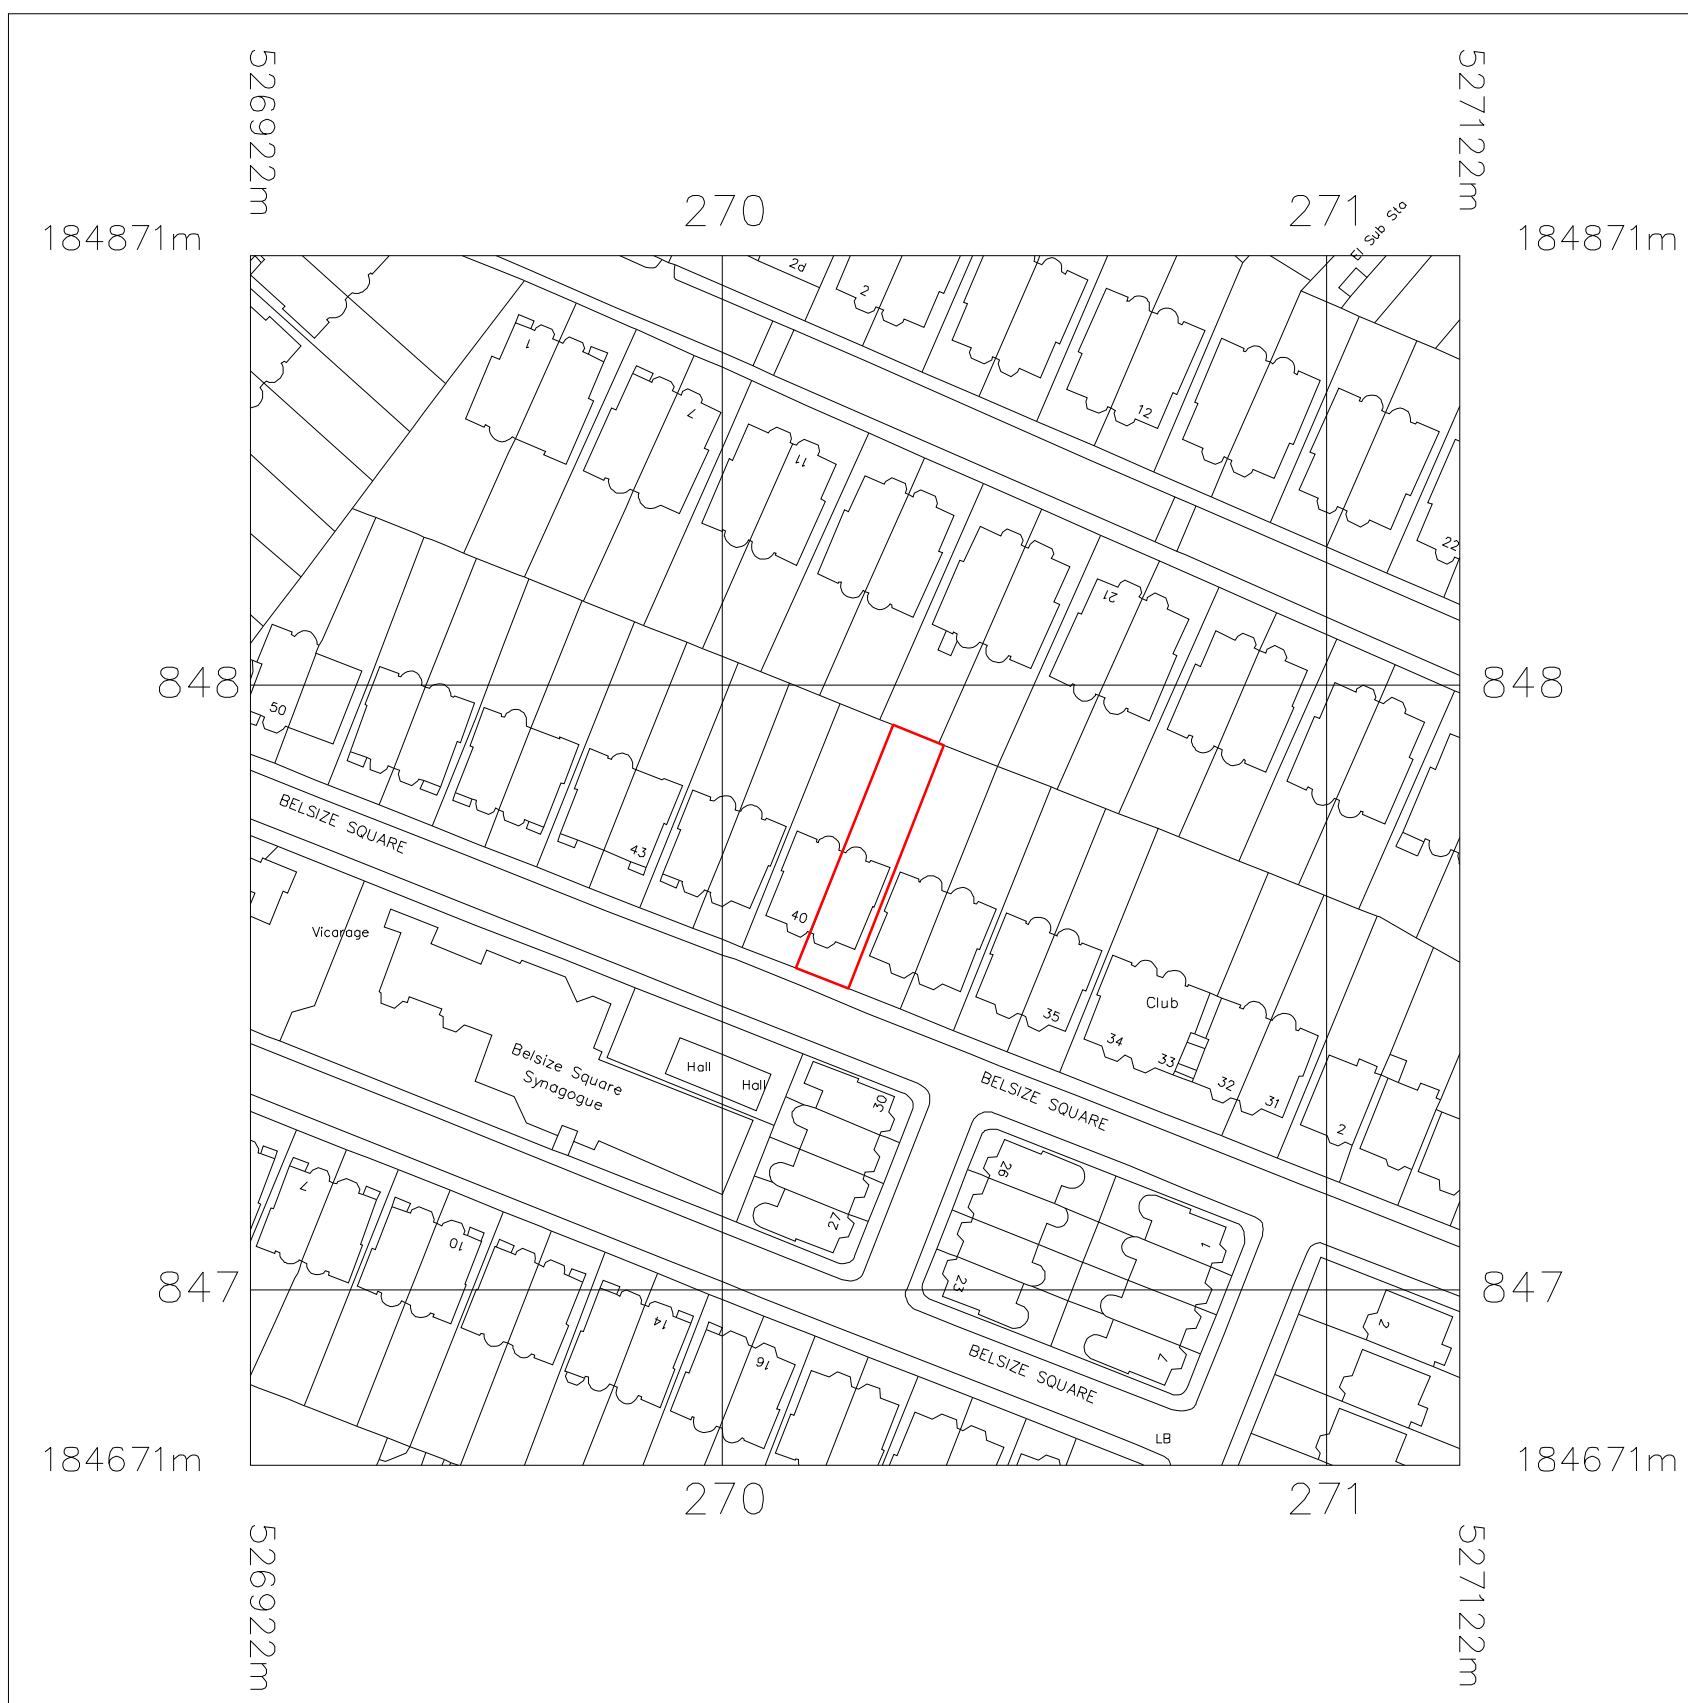 526922m
527122m
270
271
184871m
184871m
El Sub Sta
2d
2
1
7
12
11
22
21
848
848
50
BELSIZE SQUARE
43
40
Vicarage
Club
35
34
33
32
31
2
Belsize Square
Synagogue
Hall
Hall
30
BELSIZE SQUARE
26
7
27
10
1
23
847
847
14
16
4
2
BELSIZE SQUARE
LB
184671m
184671m
270
271
526922m
527122m